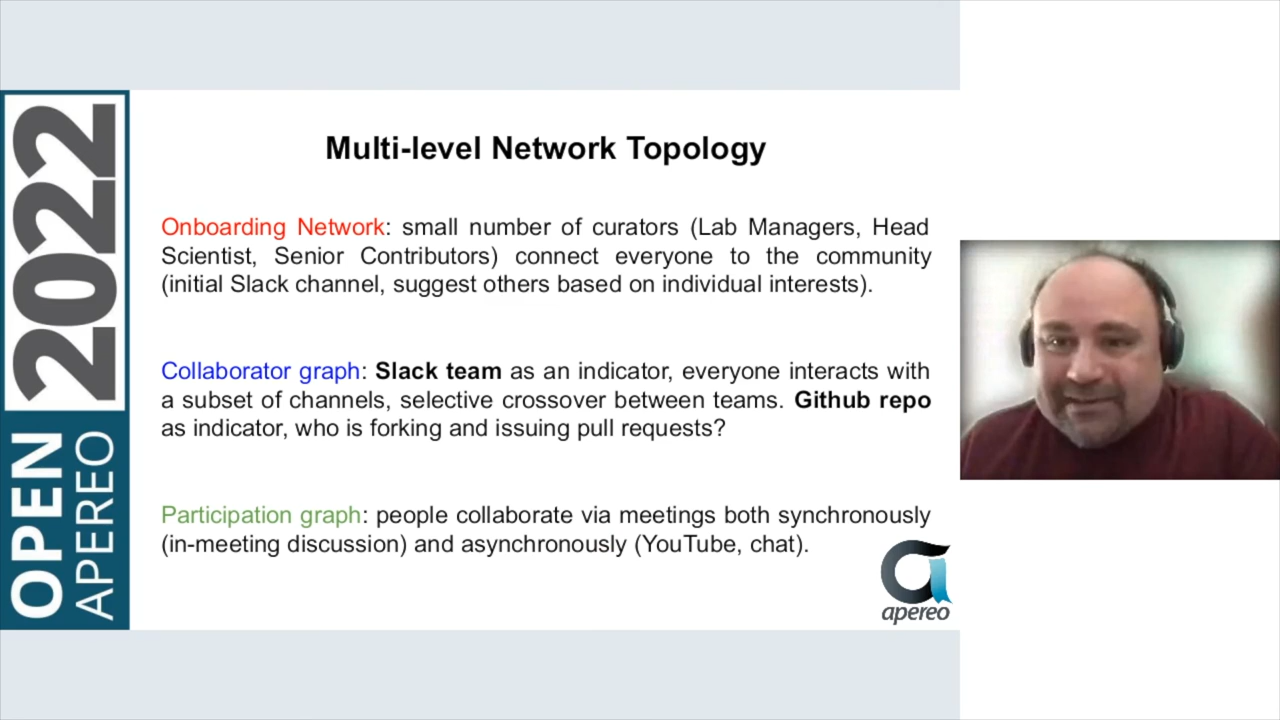 OPEN 2022
APEREO
Multi-level Network Topology
Onboarding Network: small number of curators (Lab Managers, Head
Scientist, Senior Contributors) connect everyone to the community
(initial Slack channel, suggest others based on individual interests).
Collaborator graph: Slack team as an indicator, everyone interacts with
a subset of channels, selective crossover between teams. Github repo
as indicator, who is forking and issuing pull requests?
Participation graph: people collaborate via meetings both synchronously
(in-meeting discussion) and asynchronously (YouTube, chat).
apereo